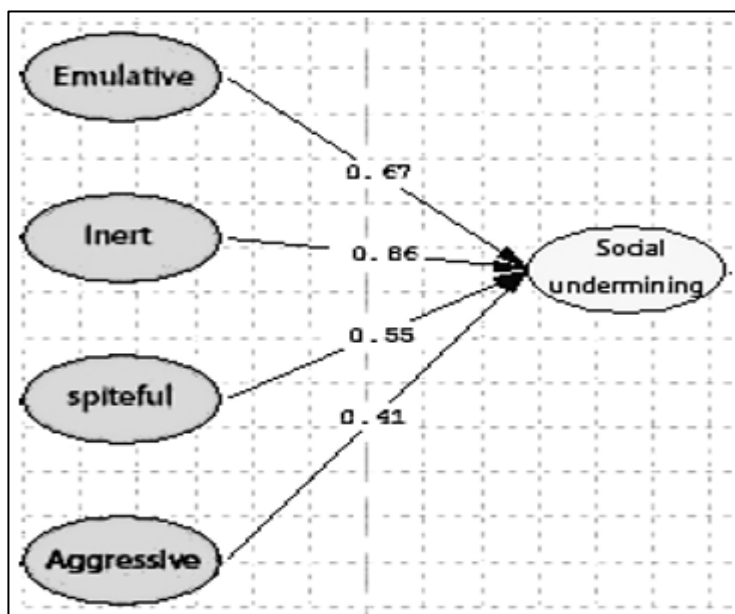 Emulative
0.67
Inert
0.86
Social
undermining
0.55
spiteful
0.41
Aggressive